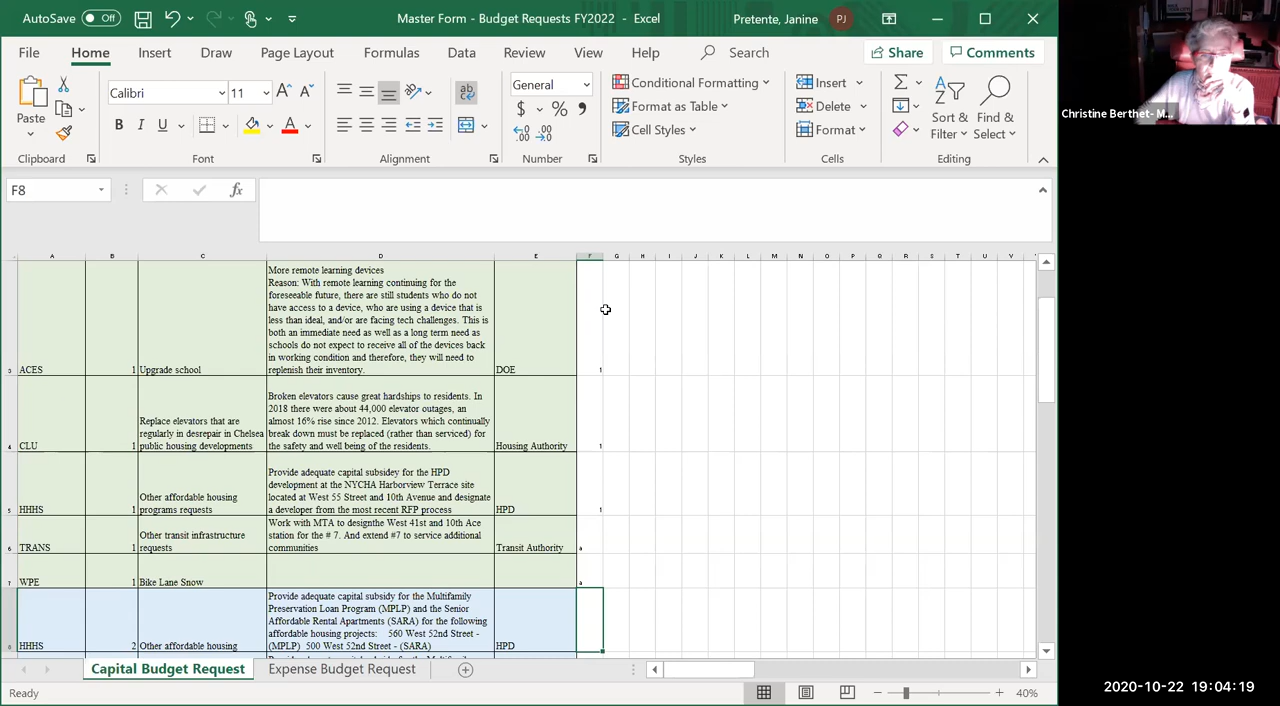 AutoSave Off
Master Form - Budget Requests FY2022 - Excel
Pretente, Janine PJ
File Home Insert Draw Page Layout Formulas Data Review View Help Search Share Comments
Paste
Clipboard
Calibri 11
B I U
Font
Alignment
General
$ % ,
Number
Conditional Formatting
Format as Table
Cell Styles
Styles
Insert
Delete
Format
Cells
Sort & Filter
Find & Select
Editing
Christine Berthet- M...
F8
fx
A B C D E F G H I J K L M N O P Q R S T U V
More remote learning devices
Reason: With remote learning continuing for the
foreseeable future, there are still students who do not
have access to a device, who are using a device that is
less than ideal, and/or are facing tech challenges. This is
both an immediate need as well as a long term need as
schools do not expect to receive all of the devices back
in working condition and therefore, they will need to
3 ACES 1 Upgrade school replenish their inventory. DOE 1
Broken elevators cause great hardships to residents. In
2018 there were about 44,000 elevator outages, an
Replace elevators that are almost 16% rise since 2012. Elevators which continually
regularly in desrepair in Chelsea break down must be replaced (rather than serviced) for
4 CLU 1 public housing developments the safety and well being of the residents. Housing Authority 1
Provide adequate capital subsidey for the HPD
development at the NYCHA Harborview Terrace site
Other affordable housing located at West 55 Street and 10th Avenue and designate
5 HHHS 1 programs requests a developer from the most recent RFP process HPD 1
Work with MTA to designthe West 41st and 10th Ace
Other transit infrastructure station for the # 7. And extend #7 to service additional
6 TRANS 1 requests communities Transit Authority
7 WPE 1 Bike Lane Snow
Provide adequate capital subsidy for the Multifamily
Preservation Loan Program (MPLP) and the Senior
Affordable Rental Apartments (SARA) for the following
affordable housing projects: 560 West 52nd Street -
8 HHHS 2 Other affordable housing (MPLP) 500 West 52nd Street - (SARA) HPD
Capital Budget Request Expense Budget Request
Ready
40%
2020-10-22 19:04:19